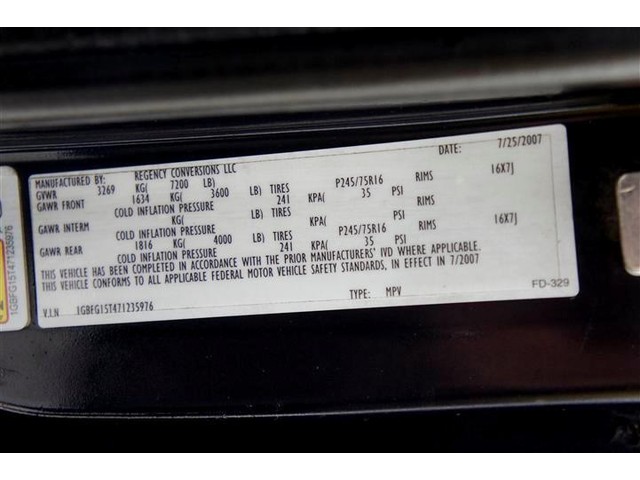 MANUFACTURED BY: REGENCY CONVERSIONS LLC DATE: 7/25/2007
GVWR 3269 KG( 7200 LB)
GAWR FRONT 1634 KG( 3600 LB) TIRES P245/75R16 RIMS 16X7J
COLD INFLATION PRESSURE 241 KPA( 35 PSI
GAWR INTERM KG( LB) TIRES RIMS
COLD INFLATION PRESSURE KPA( PSI
GAWR REAR 1816 KG( 4000 LB) TIRES P245/75R16 RIMS 16X7J
COLD INFLATION PRESSURE 241 KPA( 35 PSI
THIS VEHICLE HAS BEEN COMPLETED IN ACCORDANCE WITH THE PRIOR MANUFACTURERS' IVD WHERE APPLICABLE.
THIS VEHICLE CONFORMS TO ALL APPLICABLE FEDERAL MOTOR VEHICLE SAFETY STANDARDS, IN EFFECT IN 7/2007
V.I.N 1GBFG15T471235976 TYPE: MPV FD-329
1GBFG15T471235976